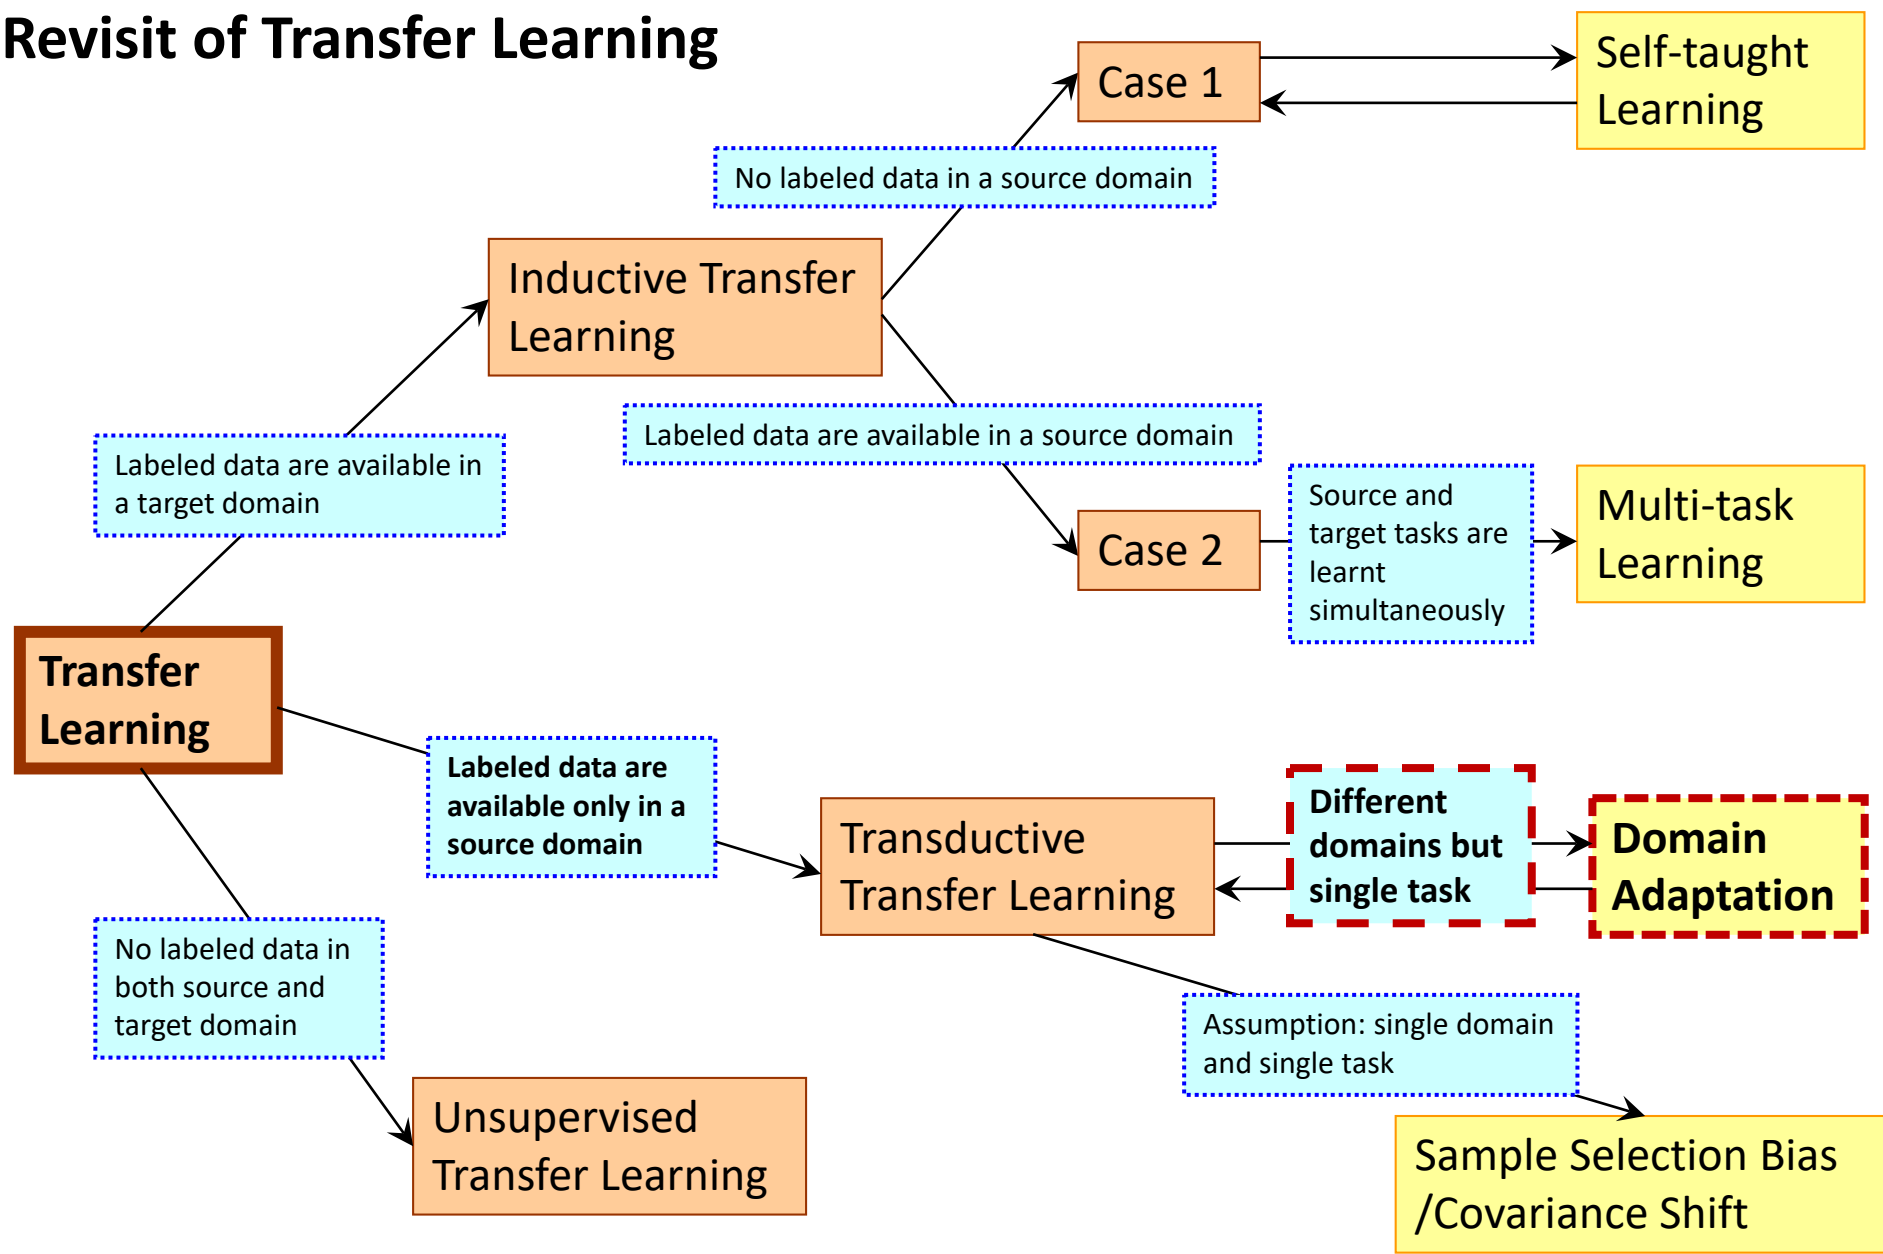 Revisit of Transfer Learning
Case 1
Self-taught
Learning
No labeled data in a source domain
Inductive Transfer
Learning
Labeled data are available in a source domain
Labeled data are available in
a target domain
Case 2
Source and
target tasks are
learnt
simultaneously
Multi-task
Learning
Transfer
Learning
Labeled data are
available only in a
source domain
Transductive
Transfer Learning
Different
domains but
single task
Domain
Adaptation
No labeled data in
both source and
target domain
Assumption: single domain
and single task
Unsupervised
Transfer Learning
Sample Selection Bias
/Covariance Shift